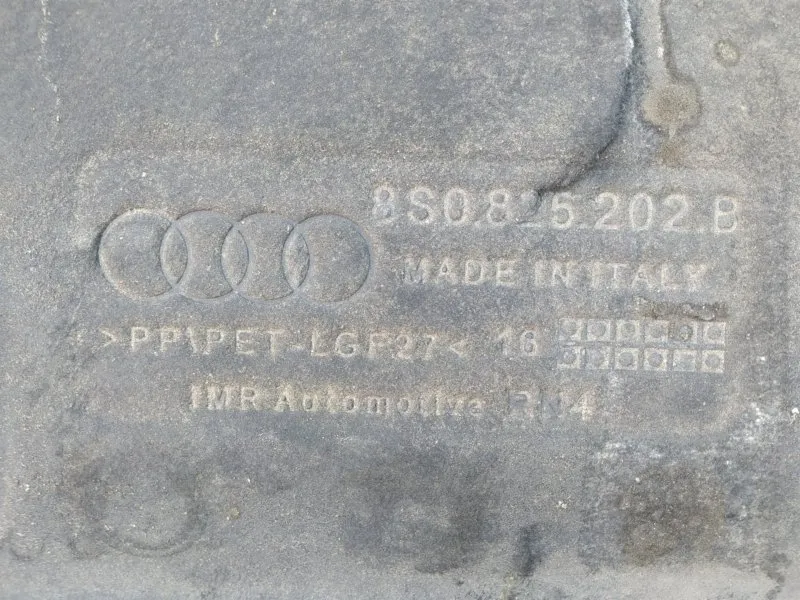 8S0.825.202.B
MADE IN ITALY
>PP\PET-LGF27< 16
IMR Automotive